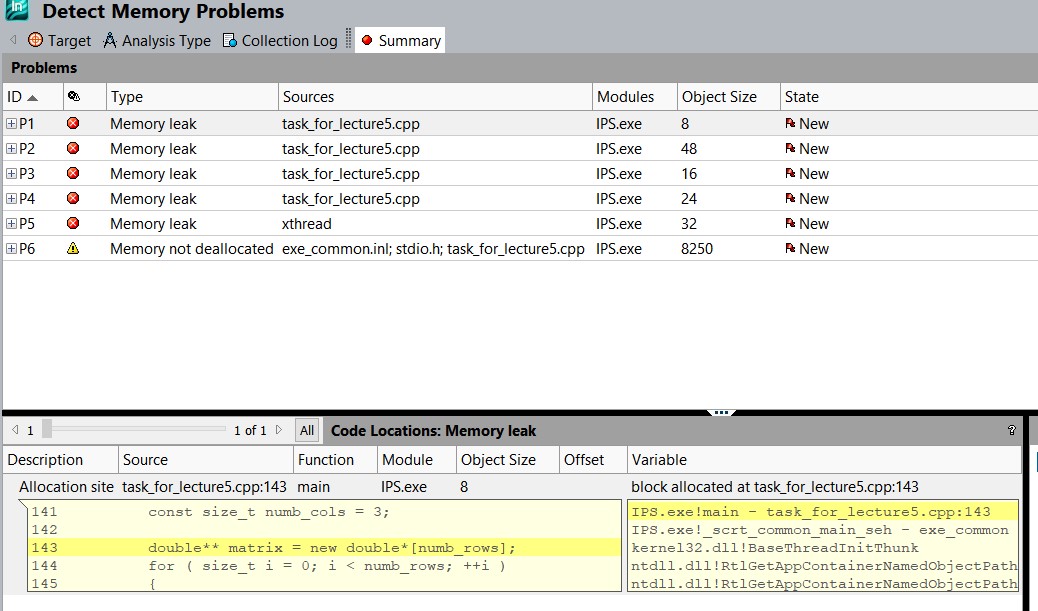 In
Detect Memory Problems
Target Analysis Type Collection Log Summary
Problems
ID Type Sources Modules Object Size State
P1 Memory leak task_for_lecture5.cpp IPS.exe 8 New
P2 Memory leak task_for_lecture5.cpp IPS.exe 48 New
P3 Memory leak task_for_lecture5.cpp IPS.exe 16 New
P4 Memory leak task_for_lecture5.cpp IPS.exe 24 New
P5 Memory leak xthread IPS.exe 32 New
P6 Memory not deallocated exe_common.inl; stdio.h; task_for_lecture5.cpp IPS.exe 8250 New
1 1 of 1 All Code Locations: Memory leak ?
Description Source Function Module Object Size Offset Variable
Allocation site task_for_lecture5.cpp:143 main IPS.exe 8 block allocated at task_for_lecture5.cpp:143
141 const size_t numb_cols = 3; IPS.exe!main - task_for_lecture5.cpp:143
142 IPS.exe!_scrt_common_main_seh - exe_common
143 double** matrix = new double*[numb_rows]; kernel32.dll!BaseThreadInitThunk
144 for ( size_t i = 0; i < numb_rows; ++i ) ntdll.dll!RtlGetAppContainerNamedObjectPath
145 { ntdll.dll!RtlGetAppContainerNamedObjectPath